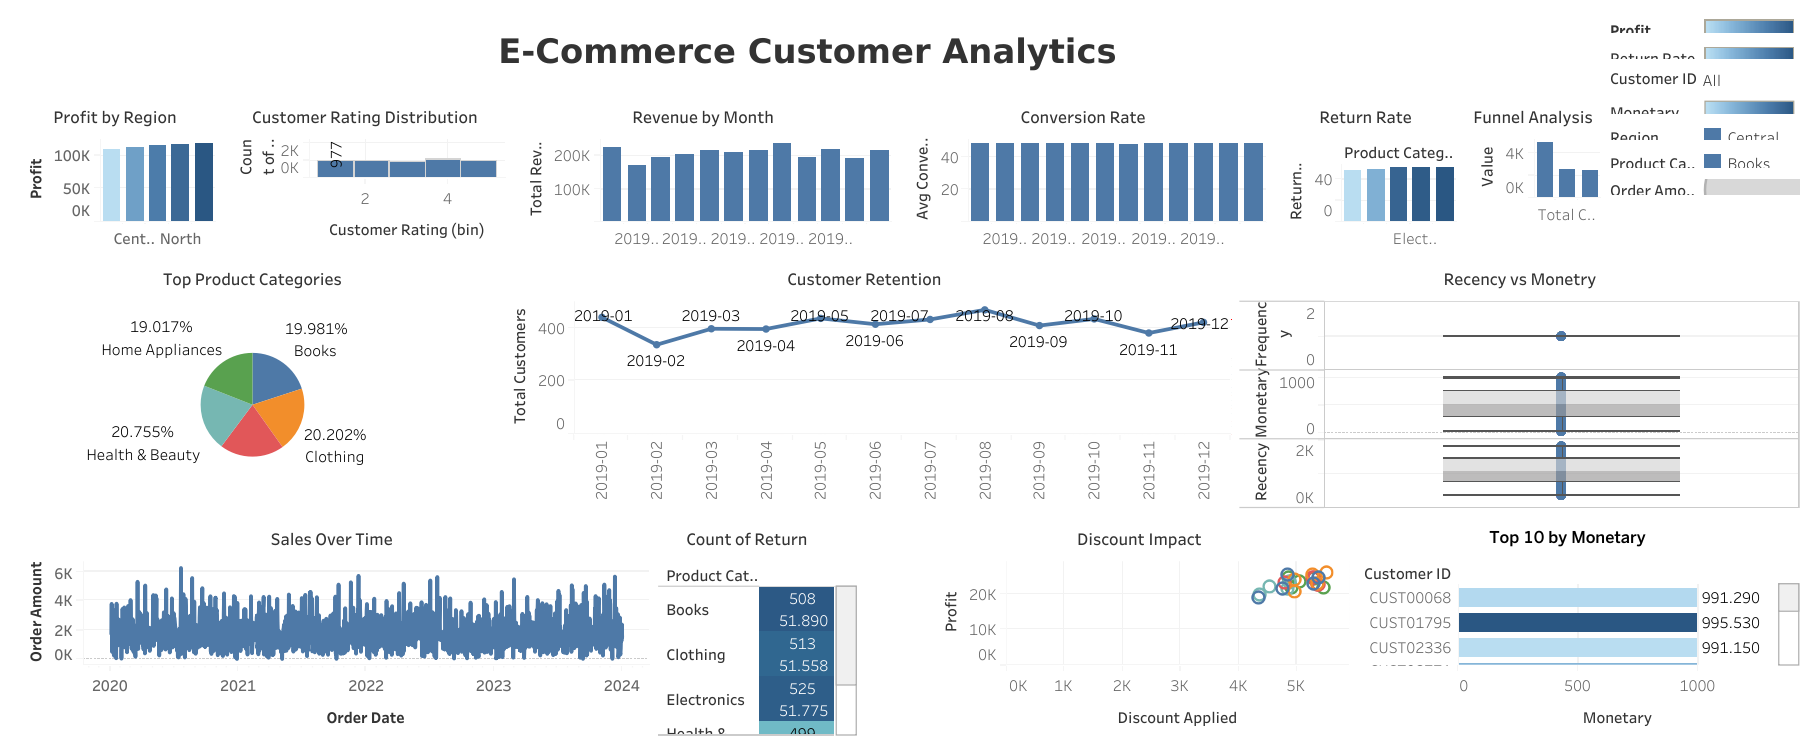 E-Commerce Customer Analytics
Profit
Return Rate
Customer ID All
Monetary
Region Central
Product Ca.. Books
Order Amo..
Profit by Region
Profit
100K
50K
0K
Cent.. North
Customer Rating Distribution
Coun
t of ..
2K
0K
977
2 4
Customer Rating (bin)
Revenue by Month
Total Rev..
200K
100K
2019.. 2019.. 2019.. 2019.. 2019..
Conversion Rate
Avg Conve..
40
20
2019.. 2019.. 2019.. 2019.. 2019..
Return Rate
Product Categ..
Return..
40
0
Elect..
Funnel Analysis
Value
4K
0K
Total C..
Top Product Categories
19.017%
Home Appliances
19.981%
Books
20.755%
Health & Beauty
20.202%
Clothing
Customer Retention
Total Customers
400
200
0
2019-01
2019-02
2019-03
2019-04
2019-05
2019-06
2019-07
2019-08
2019-09
2019-10
2019-11
2019-12
2019-01 2019-02 2019-03 2019-04 2019-05 2019-06 2019-07 2019-08 2019-09 2019-10 2019-11 2019-12
Recency vs Monetry
Frequenc
y
2
0
Monetary
1000
0
Recency
2K
0K
Sales Over Time
Order Amount
6K
4K
2K
0K
2020 2021 2022 2023 2024
Order Date
Count of Return
Product Cat..
Books
508
51.890
Clothing
513
51.558
Electronics
525
51.775
Health &
499
Discount Impact
Profit
20K
10K
0K
0K 1K 2K 3K 4K 5K
Discount Applied
Top 10 by Monetary
Customer ID
CUST00068 991.290
CUST01795 995.530
CUST02336 991.150
0 500 1000
Monetary